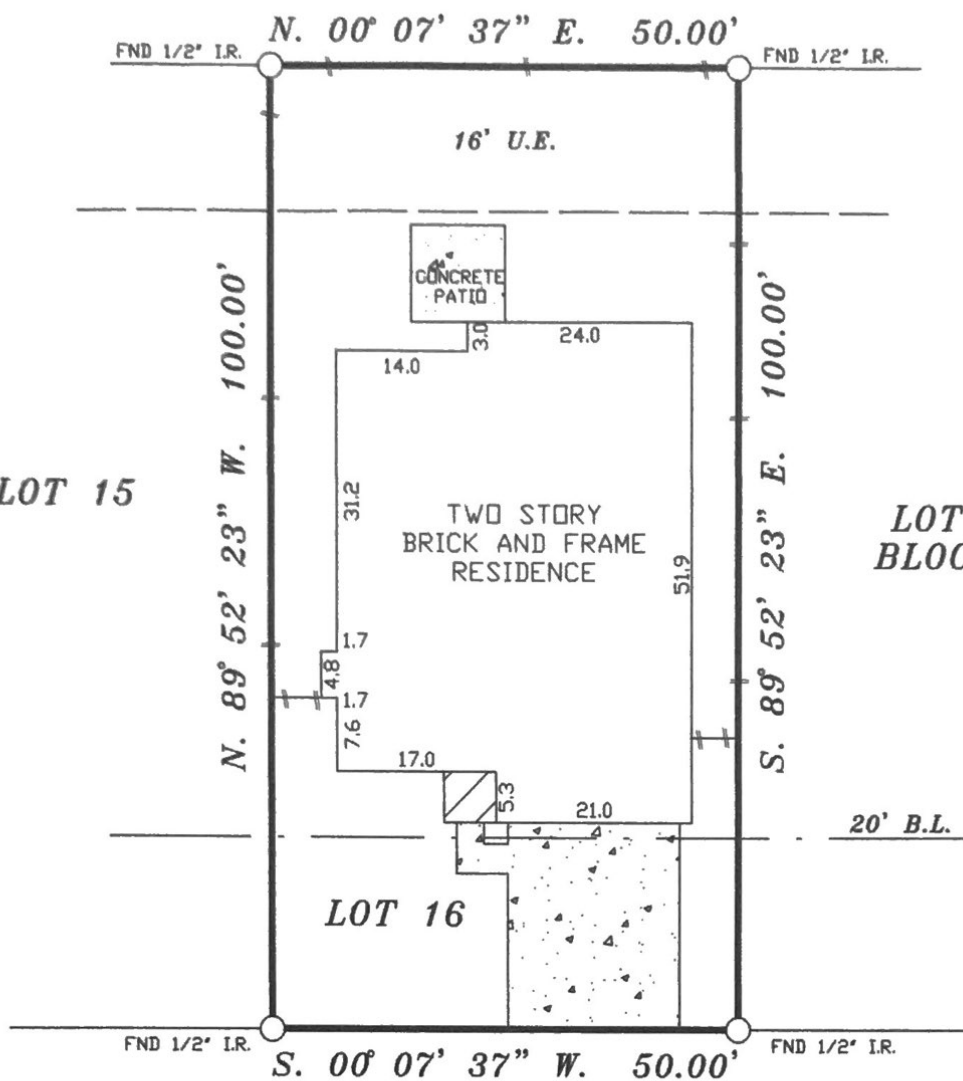 N. 00° 07' 37" E. 50.00'
FND 1/2" I.R.
FND 1/2" I.R.
16' U.E.
CONCRETE
PATIO
3.0
24.0
14.0
N. 89° 52' 23" W. 100.00'
S. 89° 52' 23" E. 100.00'
LOT 15
31.2
TWO STORY
BRICK AND FRAME
RESIDENCE
51.9
LOT
BLOC
1.7
4.8
1.7
7.6
17.0
5.3
21.0
20' B.L.
LOT 16
FND 1/2" I.R.
FND 1/2" I.R.
S. 00° 07' 37" W. 50.00'